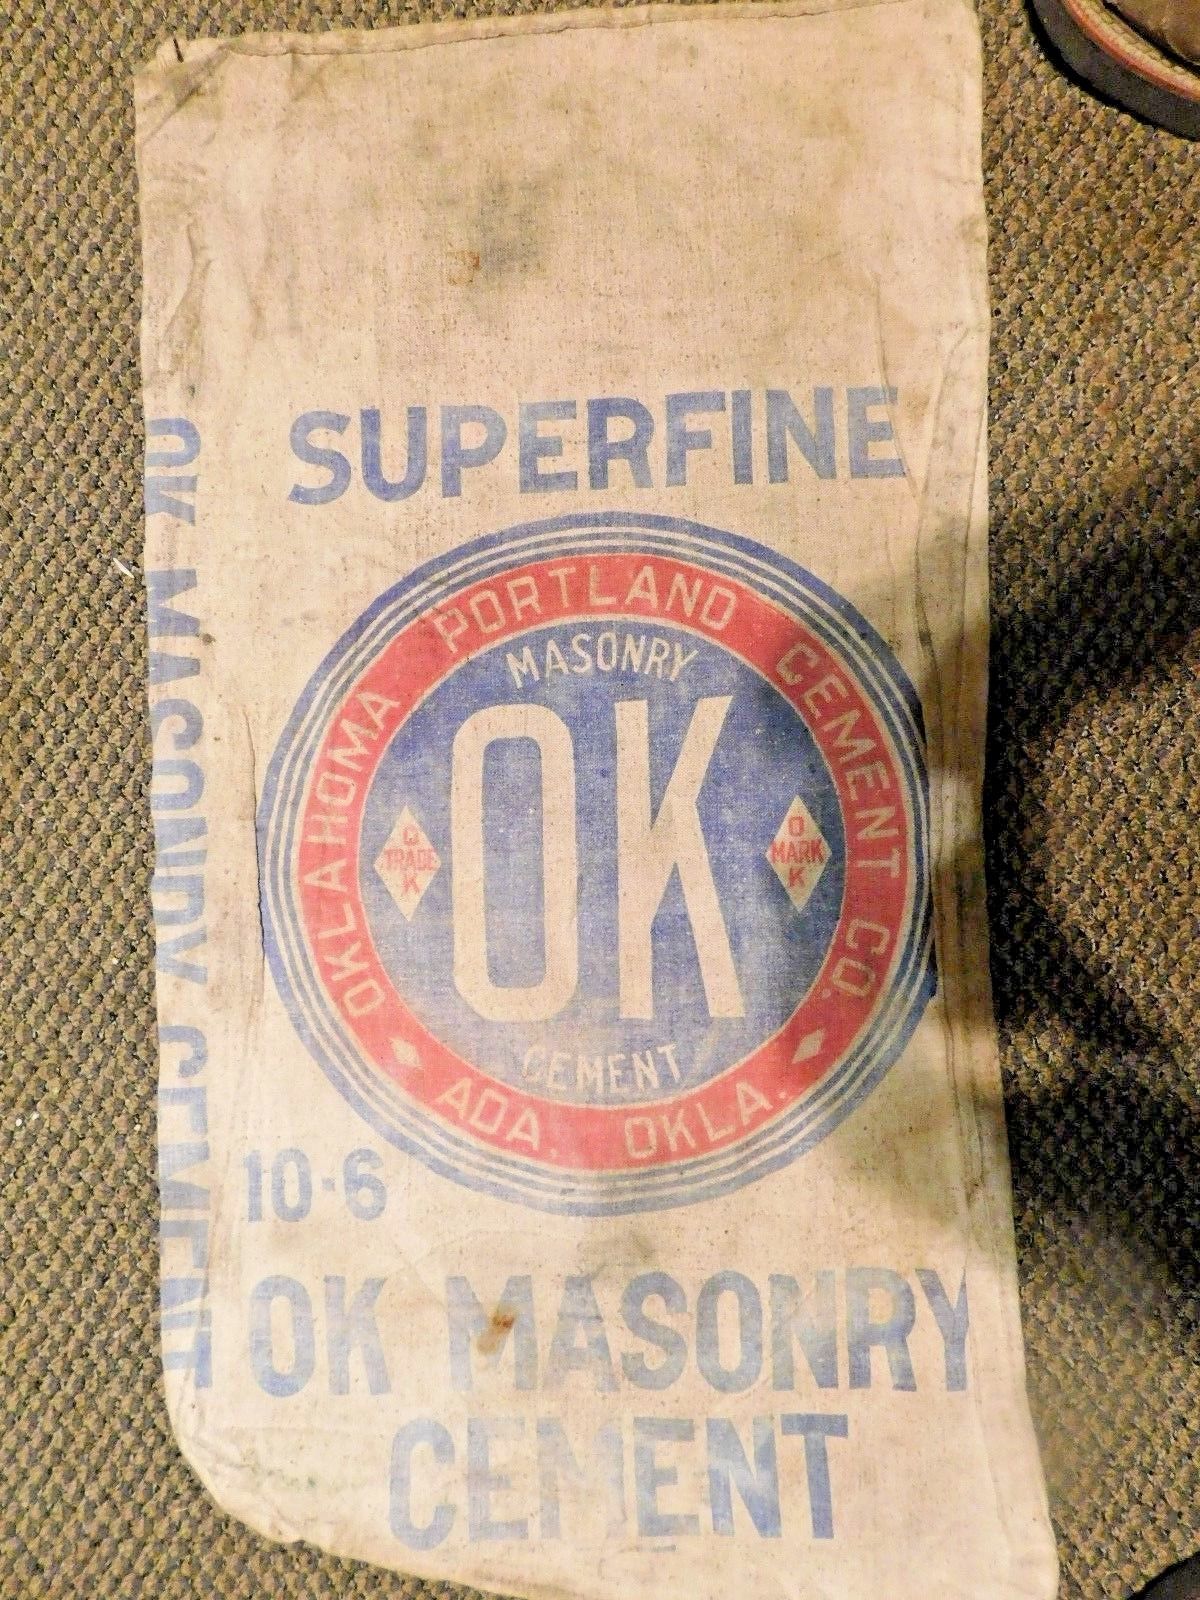 SUPERFINE
OKLAHOMA PORTLAND CEMENT CO.
MASONRY
OK
O
TRADE
K
O
MARK
K
CEMENT
ADA, OKLA.
10-6
OK MASONRY
CEMENT
OK MASONRY CEMENT